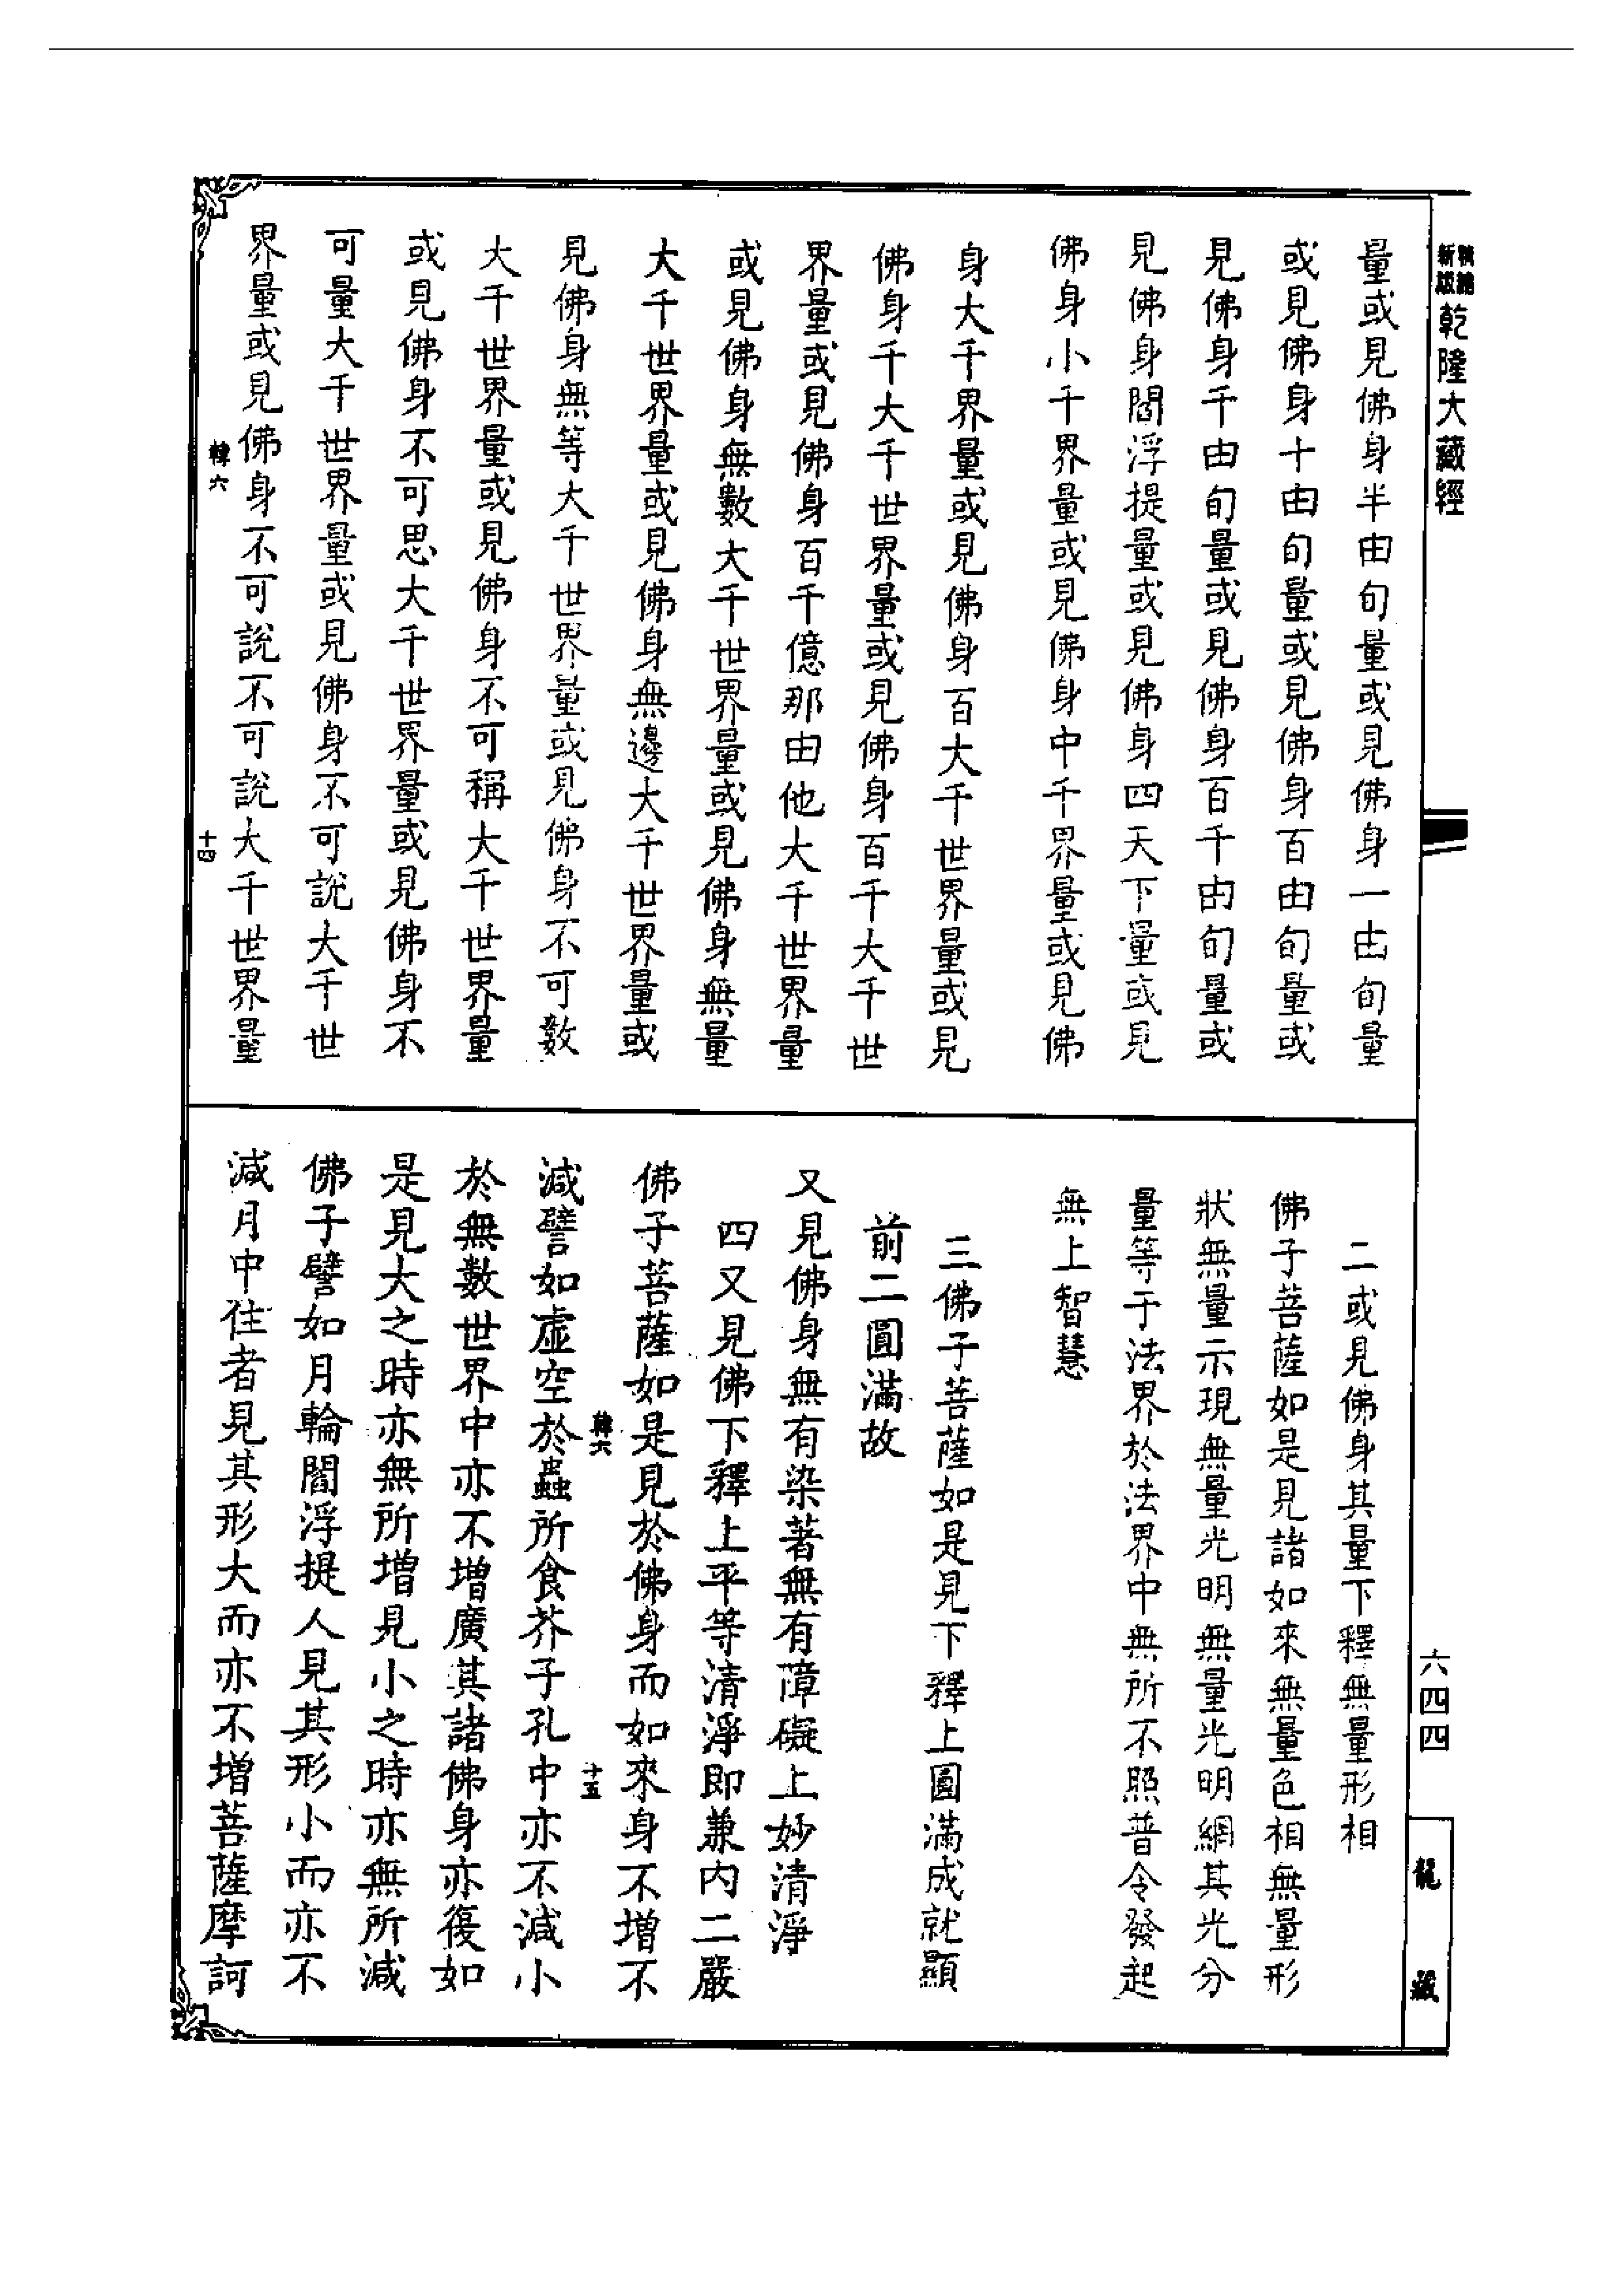 新版
乾隆大藏經
量或見佛身半由旬量或見佛身一由旬量
或見佛身十由旬量或見佛身百由旬量或
見佛身千由旬量或見佛身百千由旬量或
見佛身閻浮提量或見佛身四天下量或見
佛身小千界量或見佛身中千界量或見佛
身大千界量或見佛身百大千世界量或見
佛身千大千世界量或見佛身百千大千世
界量或見佛身百千億那由他大千世界量
或見佛身無數大千世界量或見佛身無量
大千世界量或見佛身無邊大千世界量或
見佛身無等大千世界量或見佛身不可數
大千世界量或見佛身不可稱大千世界量
或見佛身不可思大千世界量或見佛身不
可量大千世界量或見佛身不可說大千世
界量或見佛身不可說不可說大千世界量
韓六
十四
二或見佛身其量下釋無量形相
佛子菩薩如是見諸如來無量色相無量形
狀無量示現無量光明無量光明網其光分
量等于法界於法界中無所不照普令發起
無上智慧
三佛子菩薩如是見下釋上圓滿成就顯
前二圓滿故
又見佛身無有染著無有障礙上妙清淨
四又見佛下釋上平等清淨即兼內二嚴
佛子菩薩如是見於佛身而如來身不增不
韓六
十五
減譬如虛空於蟲所食芥子孔中亦不減小
於無數世界中亦不增廣其諸佛身亦復如
是見大之時亦無所增見小之時亦無所減
佛子譬如月輪閻浮提人見其形小而亦不
減月中住者見其形大而亦不增菩薩摩訶
六四四
龍藏